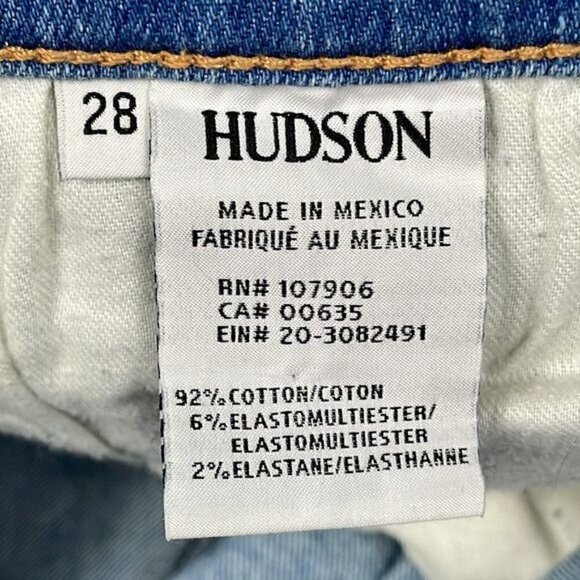 28
HUDSON
MADE IN MEXICO
FABRIQUÉ AU MEXIQUE
RN# 107906
CA# 00635
EIN# 20-3082491
92% COTTON/COTON
6% ELASTOMULTIESTER/
ELASTOMULTIESTER
2% ELASTANE/ELASTHANNE